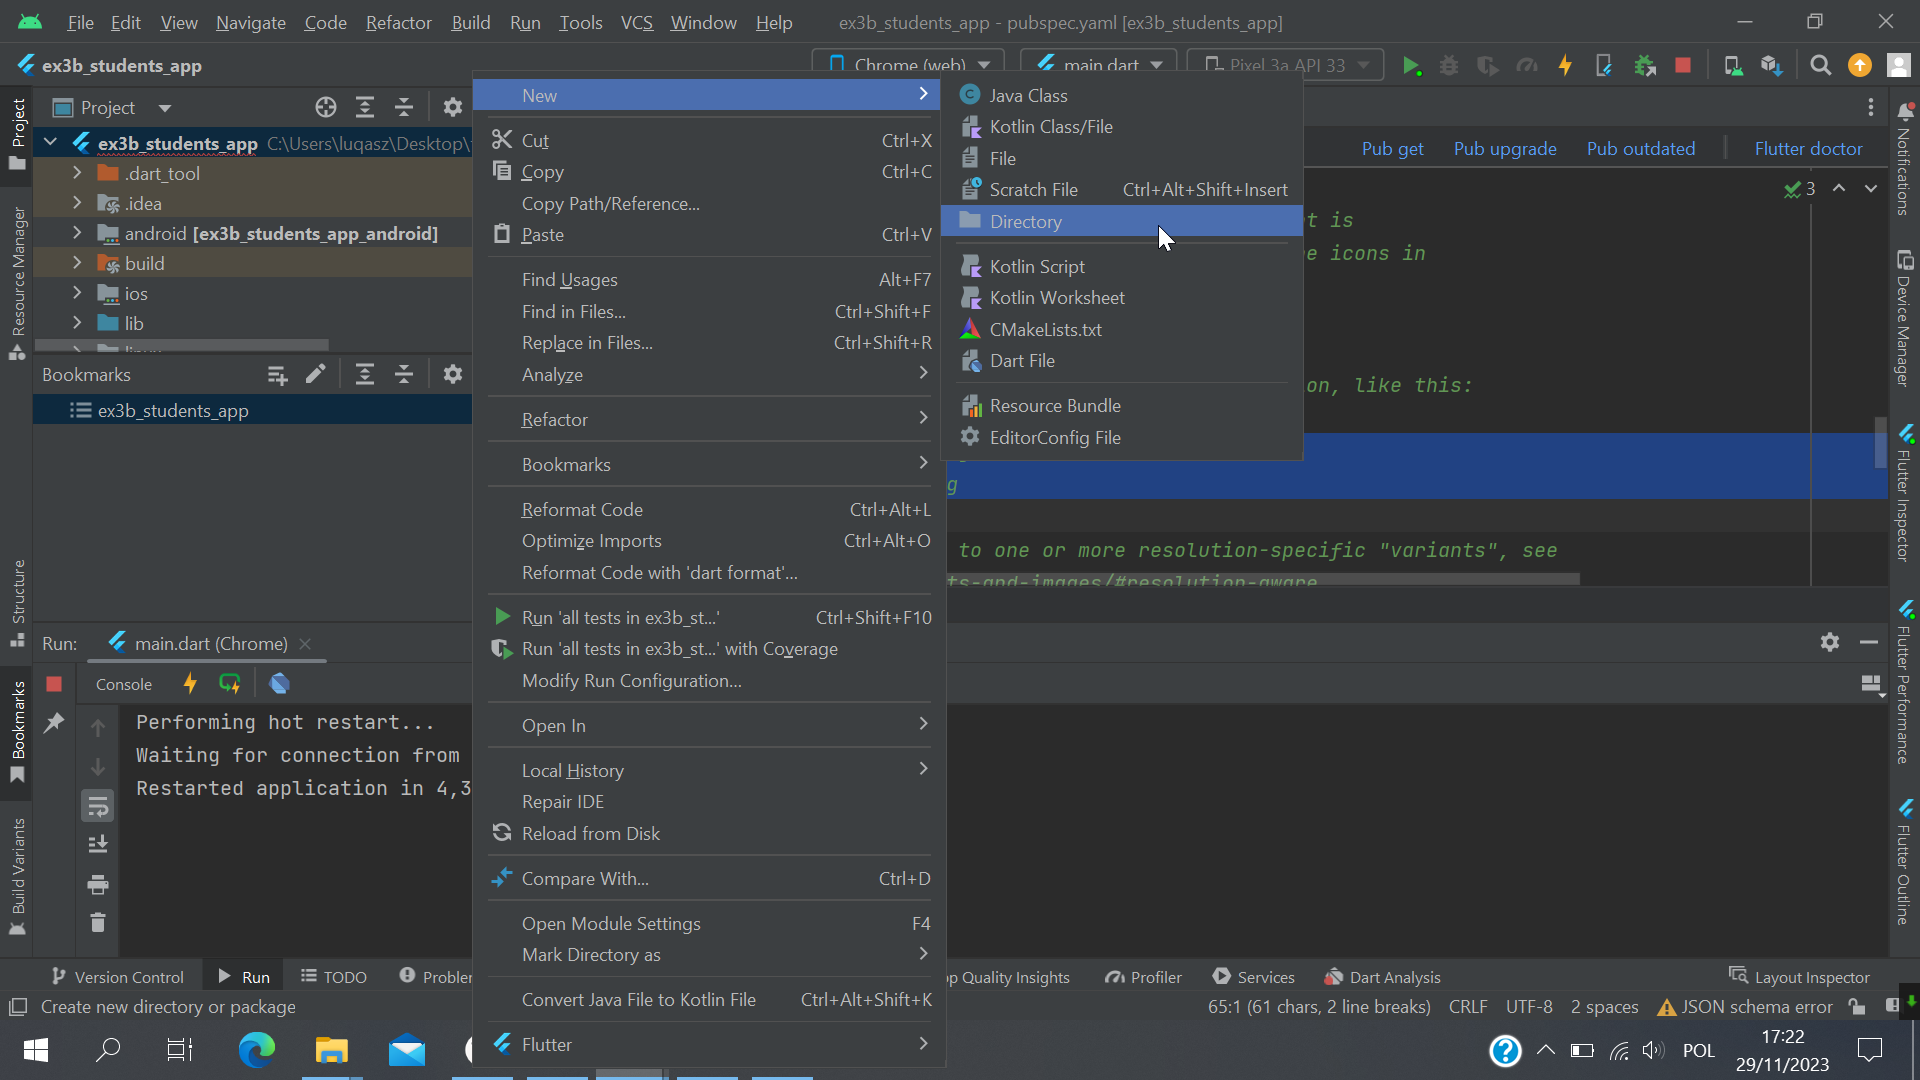 File Edit View Navigate Code Refactor Build Run Tools VCS Window Help ex3b_students_app - pubspec.yaml [ex3b_students_app]
ex3b_students_app
Chrome (web) main.dart Pixel 3a API 33
Project
ex3b_students_app C:\Users\luqasz\Desktop\
.dart_tool
.idea
android [ex3b_students_app_android]
build
ios
lib
linux
Bookmarks
ex3b_students_app
New
Cut Ctrl+X
Copy Ctrl+C
Copy Path/Reference...
Paste Ctrl+V
Find Usages Alt+F7
Find in Files... Ctrl+Shift+F
Replace in Files... Ctrl+Shift+R
Analyze
Refactor
Bookmarks
Reformat Code Ctrl+Alt+L
Optimize Imports Ctrl+Alt+O
Reformat Code with 'dart format'...
Run 'all tests in ex3b_st...' Ctrl+Shift+F10
Run 'all tests in ex3b_st...' with Coverage
Modify Run Configuration...
Open In
Local History
Repair IDE
Reload from Disk
Compare With... Ctrl+D
Open Module Settings F4
Mark Directory as
Convert Java File to Kotlin File Ctrl+Alt+Shift+K
Flutter
Java Class
Kotlin Class/File
File
Scratch File Ctrl+Alt+Shift+Insert
Directory
Kotlin Script
Kotlin Worksheet
CMakeLists.txt
Dart File
Resource Bundle
EditorConfig File
Pub get Pub upgrade Pub outdated Flutter doctor
3
t is
e icons in
on, like this:
g
to one or more resolution-specific "variants", see
ts-and-images/#resolution-aware
Run: main.dart (Chrome)
Console
Performing hot restart...
Waiting for connection from
Restarted application in 4,3
Project
Resource Manager
Structure
Bookmarks
Build Variants
Notifications
Device Manager
Flutter Inspector
Flutter Performance
Flutter Outline
Version Control Run TODO Probler
op Quality Insights Profiler Services Dart Analysis Layout Inspector
Create new directory or package
65:1 (61 chars, 2 line breaks) CRLF UTF-8 2 spaces JSON schema error
POL
17:22
29/11/2023